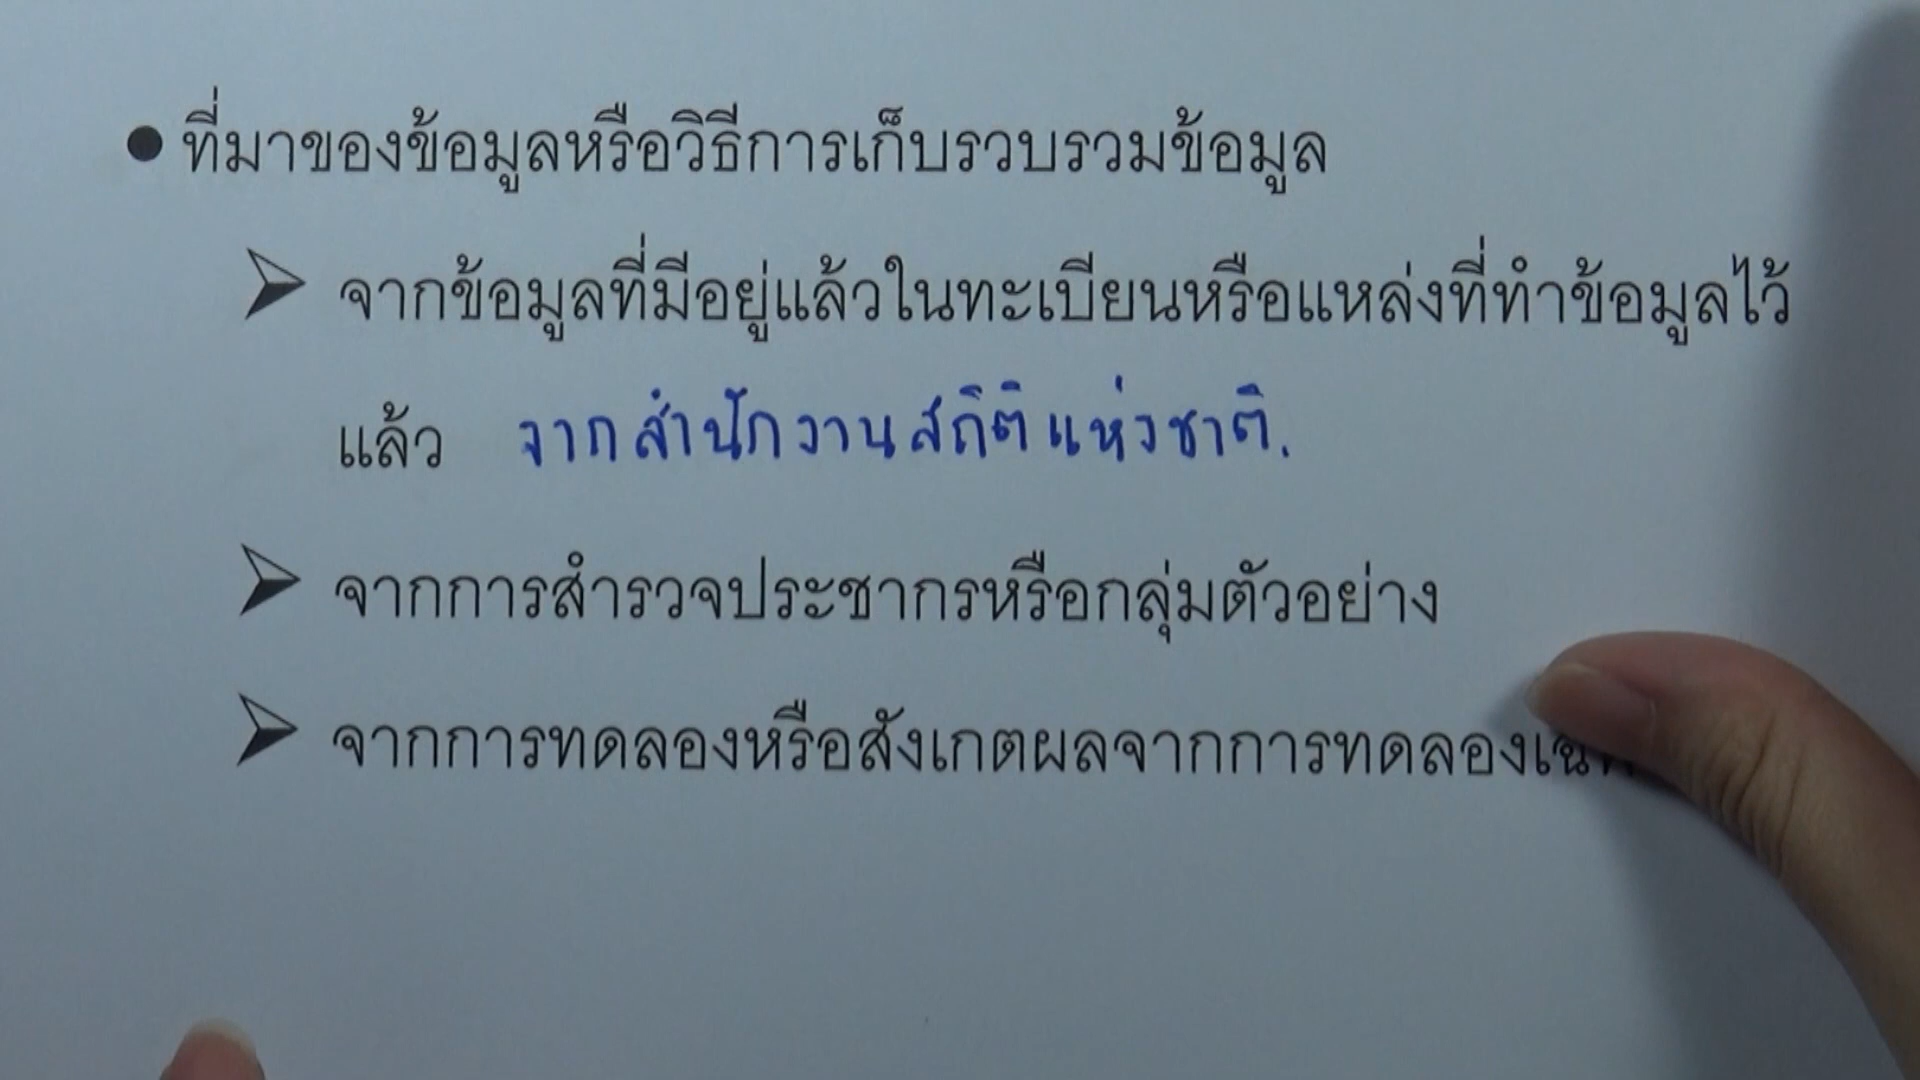 ● ที่มาของข้อมูลหรือวิธีการเก็บรวบรวมข้อมูล
➢ จากข้อมูลที่มีอยู่แล้วในทะเบียนหรือแหล่งที่ทำข้อมูลไว้
แล้ว จากสำนักงานสถิติแห่งชาติ.
➢ จากการสำรวจประชากรหรือกลุ่มตัวอย่าง
➢ จากการทดลองหรือสังเกตผลจากการทดลอง